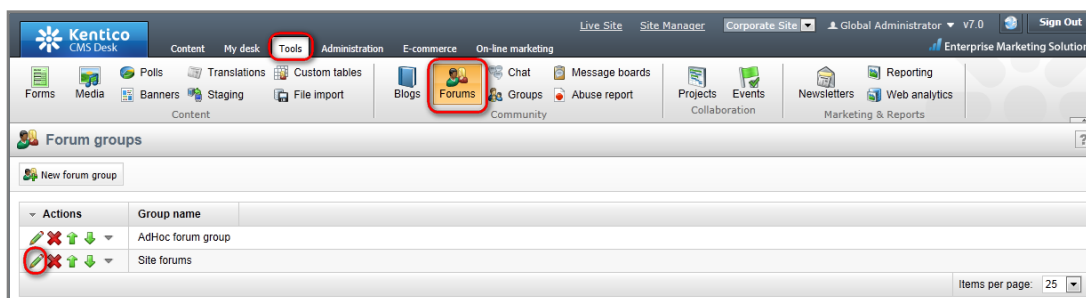 Kentico
CMS Desk
Live Site Site Manager Corporate Site Global Administrator v7.0 Sign Out
Content My desk Tools Administration E-commerce On-line marketing
Enterprise Marketing Solution
Forms Media Polls Translations Custom tables
Banners Staging File import
Content
Blogs Forums Chat Message boards
Groups Abuse report
Community
Projects Events
Collaboration
Newsletters Reporting
Web analytics
Marketing & Reports
Forum groups ?
New forum group
Actions Group name
AdHoc forum group
Site forums
Items per page: 25